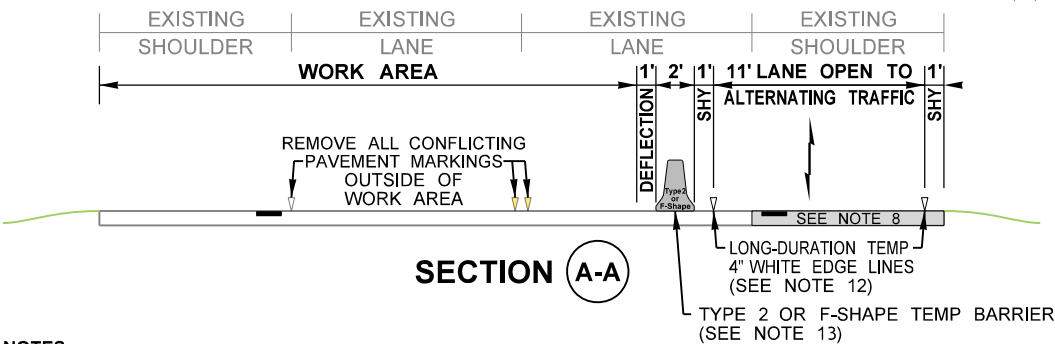 EXISTING EXISTING EXISTING EXISTING
SHOULDER LANE LANE SHOULDER
WORK AREA 1' 2' 1' 11' LANE OPEN TO 1'
ALTERNATING TRAFFIC
DEFLECTION
SHY
SHY
REMOVE ALL CONFLICTING
PAVEMENT MARKINGS
OUTSIDE OF
WORK AREA
Type 2
or
F-Shape
SEE NOTE 8
SECTION A-A
LONG-DURATION TEMP
4" WHITE EDGE LINES
(SEE NOTE 12)
TYPE 2 OR F-SHAPE TEMP BARRIER
(SEE NOTE 13)
NOTES